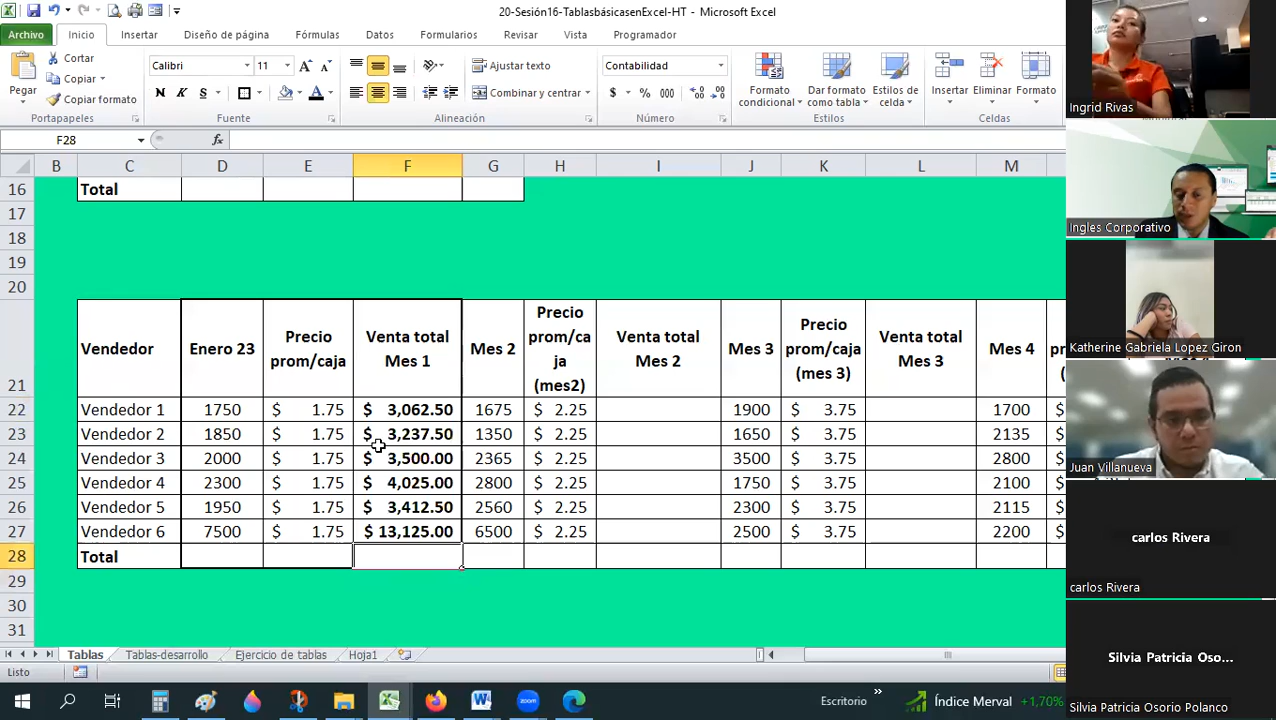 20-Sesión16-TablasbásicasenExcel-HT - Microsoft Excel
Archivo Inicio Insertar Diseño de página Fórmulas Datos Formularios Revisar Vista Programador
Pegar Cortar Copiar Copiar formato
Calibri 11
N K S
Ajustar texto
Combinar y centrar
Contabilidad
$ % 000
Formato condicional Dar formato como tabla Estilos de celda Insertar Eliminar Formato
Portapapeles Fuente Alineación Número Estilos Celdas
F28 fx
B C D E F G H I J K L M
16 Total
17
18
19
20
21 Vendedor Enero 23 Precio prom/caja Venta total Mes 1 Mes 2 Precio prom/ca ja (mes2) Venta total Mes 2 Mes 3 Precio prom/caja (mes 3) Venta total Mes 3 Mes 4
22 Vendedor 1 1750 $ 1.75 $ 3,062.50 1675 $ 2.25 1900 $ 3.75 1700 $
23 Vendedor 2 1850 $ 1.75 $ 3,237.50 1350 $ 2.25 1650 $ 3.75 2135 $
24 Vendedor 3 2000 $ 1.75 $ 3,500.00 2365 $ 2.25 3500 $ 3.75 2800 $
25 Vendedor 4 2300 $ 1.75 $ 4,025.00 2800 $ 2.25 1750 $ 3.75 2100 $
26 Vendedor 5 1950 $ 1.75 $ 3,412.50 2560 $ 2.25 2300 $ 3.75 2115 $
27 Vendedor 6 7500 $ 1.75 $ 13,125.00 6500 $ 2.25 2500 $ 3.75 2200 $
28 Total
29
30
31
Tablas Tablas-desarrollo Ejercicio de tablas Hoja1
Listo
Escritorio » Índice Merval +1,70%
Ingrid Rivas
Ingles Corporativo
Katherine Gabriela Lopez Giron
Juan Villanueva
carlos Rivera
carlos Rivera
Silvia Patricia Oso...
Silvia Patricia Osorio Polanco